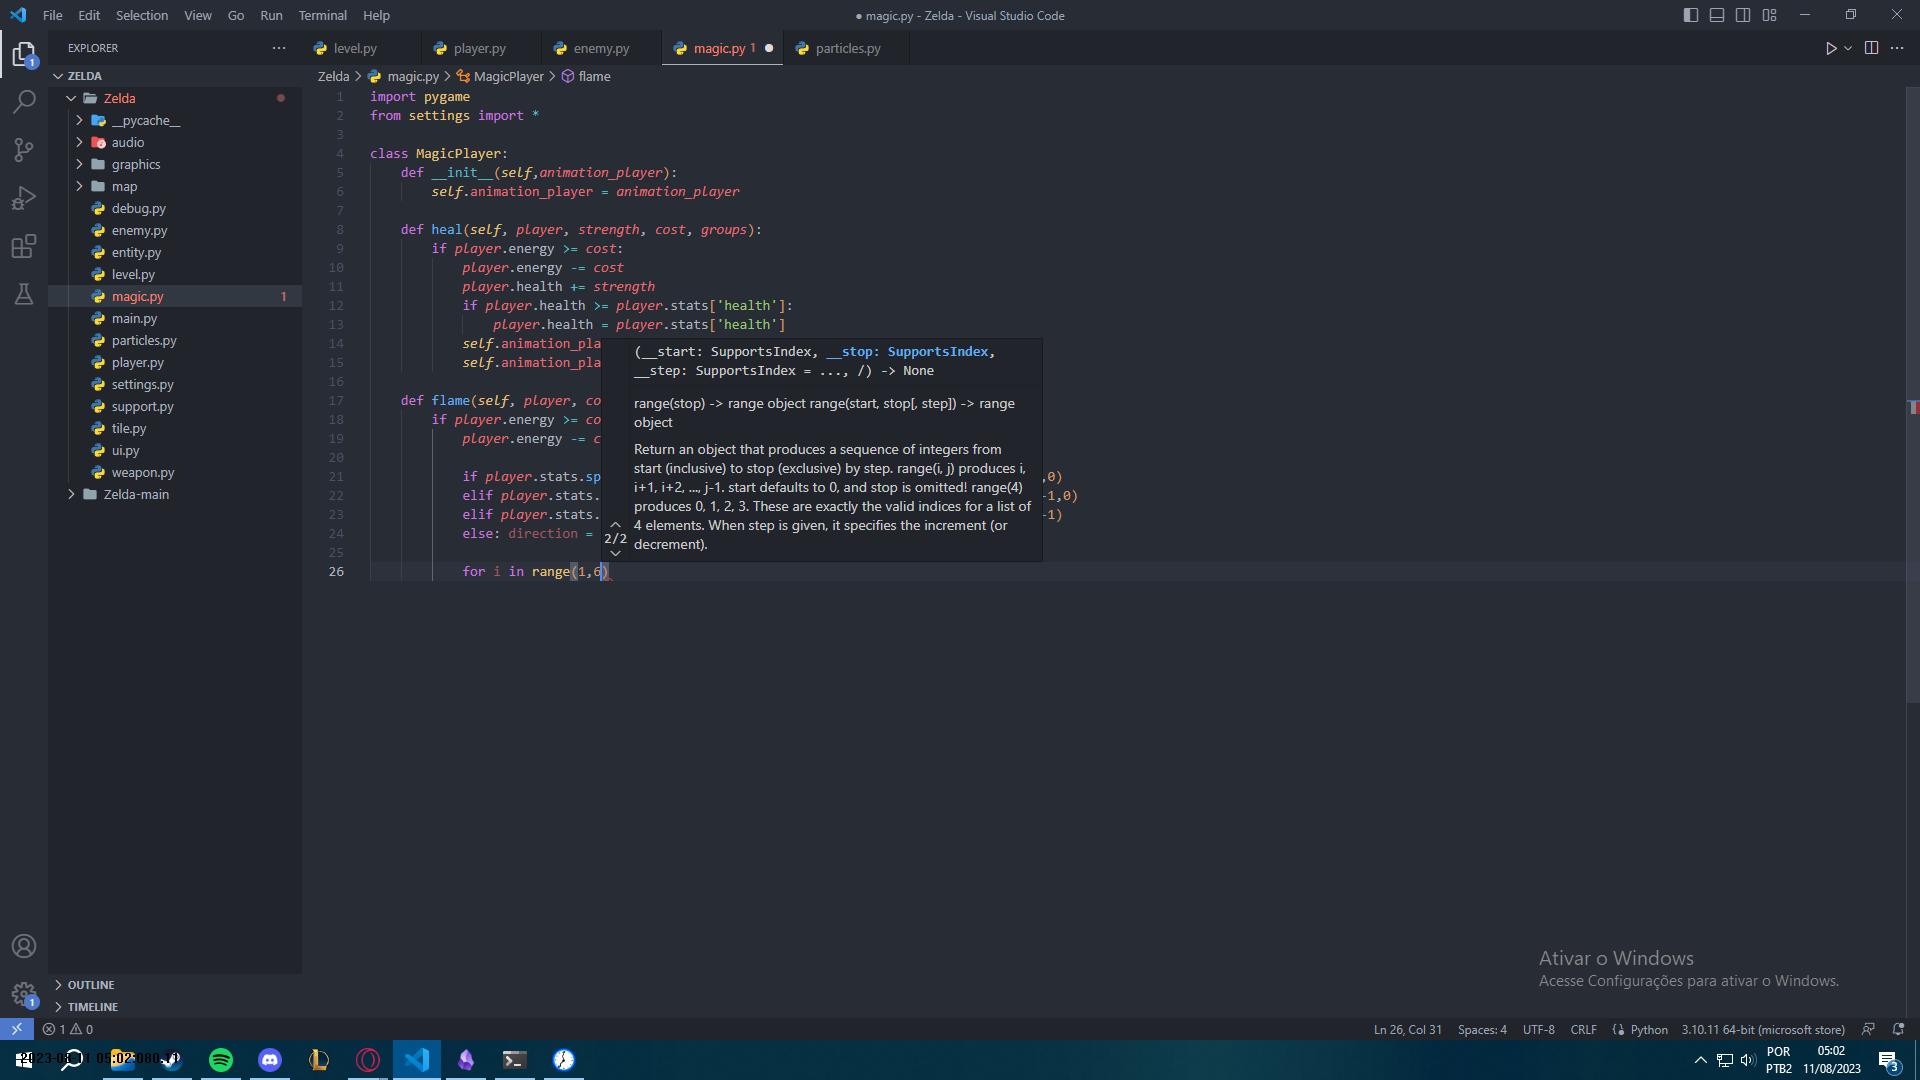 File Edit Selection View Go Run Terminal Help
● magic.py - Zelda - Visual Studio Code
EXPLORER
level.py
player.py
enemy.py
magic.py 1
particles.py
ZELDA
Zelda > magic.py > MagicPlayer > flame
Zelda
__pycache__
audio
graphics
map
debug.py
enemy.py
entity.py
level.py
magic.py 1
main.py
particles.py
player.py
settings.py
support.py
tile.py
ui.py
weapon.py
Zelda-main
OUTLINE
TIMELINE
1 import pygame
2 from settings import *
3
4 class MagicPlayer:
5 def __init__(self,animation_player):
6 self.animation_player = animation_player
7
8 def heal(self, player, strength, cost, groups):
9 if player.energy >= cost:
10 player.energy -= cost
11 player.health += strength
12 if player.health >= player.stats['health']:
13 player.health = player.stats['health']
14 self.animation_pla
15 self.animation_pla
16
17 def flame(self, player, co
18 if player.energy >= co
19 player.energy -= c
20
21 if player.stats.sp ,0)
22 elif player.stats. -1,0)
23 elif player.stats. -1)
24 else: direction =
25
26 for i in range(1,6)
(__start: SupportsIndex, __stop: SupportsIndex,
__step: SupportsIndex = ..., /) -> None
range(stop) -> range object range(start, stop[, step]) -> range
object
Return an object that produces a sequence of integers from
start (inclusive) to stop (exclusive) by step. range(i, j) produces i,
i+1, i+2, ..., j-1. start defaults to 0, and stop is omitted! range(4)
produces 0, 1, 2, 3. These are exactly the valid indices for a list of
4 elements. When step is given, it specifies the increment (or
decrement).
2/2
Ativar o Windows
Acesse Configurações para ativar o Windows.
1
1
1 0
Ln 26, Col 31 Spaces: 4 UTF-8 CRLF Python 3.10.11 64-bit (microsoft store)
2023-08-11 05:02:080
POR
PTB2
05:02
11/08/2023
3